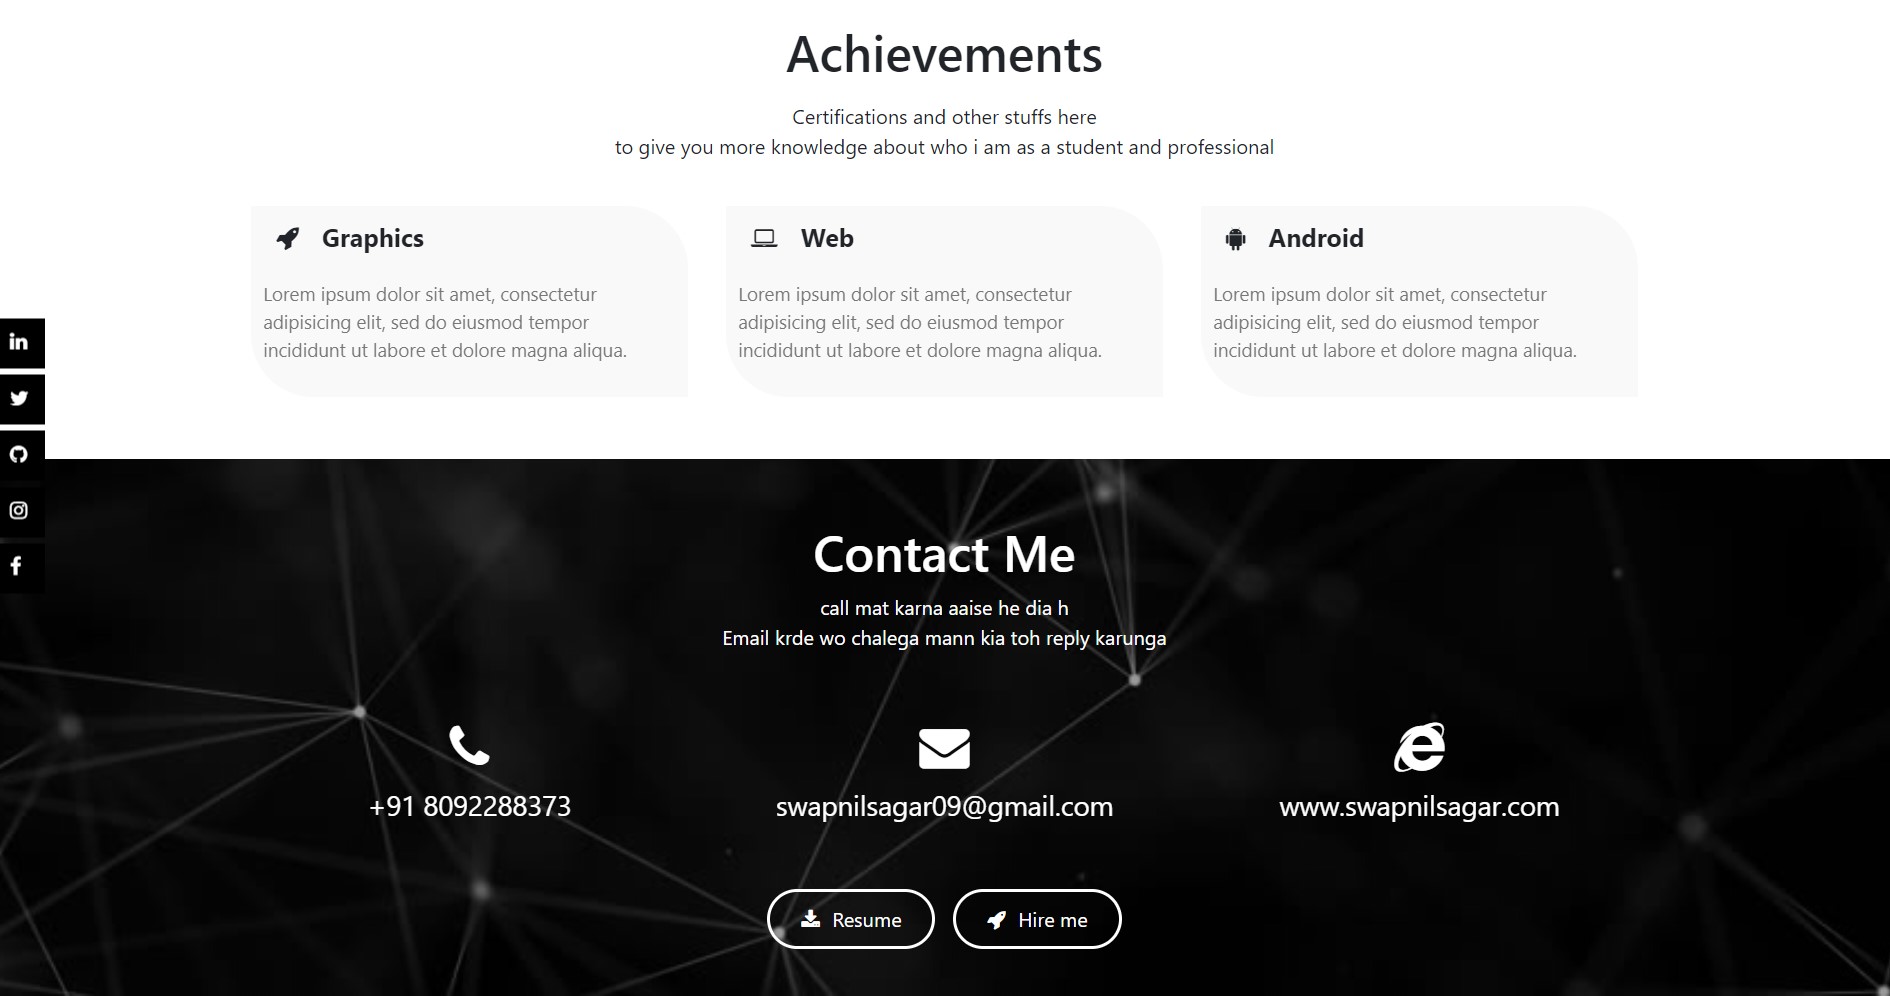 Achievements
Certifications and other stuffs here
to give you more knowledge about who i am as a student and professional
Graphics
Lorem ipsum dolor sit amet, consectetur
adipisicing elit, sed do eiusmod tempor
incididunt ut labore et dolore magna aliqua.
Web
Lorem ipsum dolor sit amet, consectetur
adipisicing elit, sed do eiusmod tempor
incididunt ut labore et dolore magna aliqua.
Android
Lorem ipsum dolor sit amet, consectetur
adipisicing elit, sed do eiusmod tempor
incididunt ut labore et dolore magna aliqua.
Contact Me
call mat karna aaise he dia h
Email krde wo chalega mann kia toh reply karunga
+91 8092288373
swapnilsagar09@gmail.com
www.swapnilsagar.com
Resume
Hire me